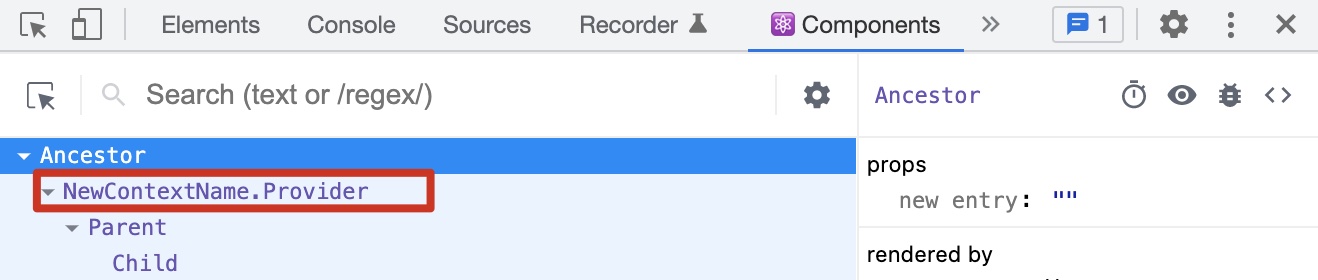 Elements Console Sources Recorder Components 1
Search (text or /regex/)
Ancestor
Ancestor
props
NewContextName.Provider
new entry: ""
Parent
rendered by
Child